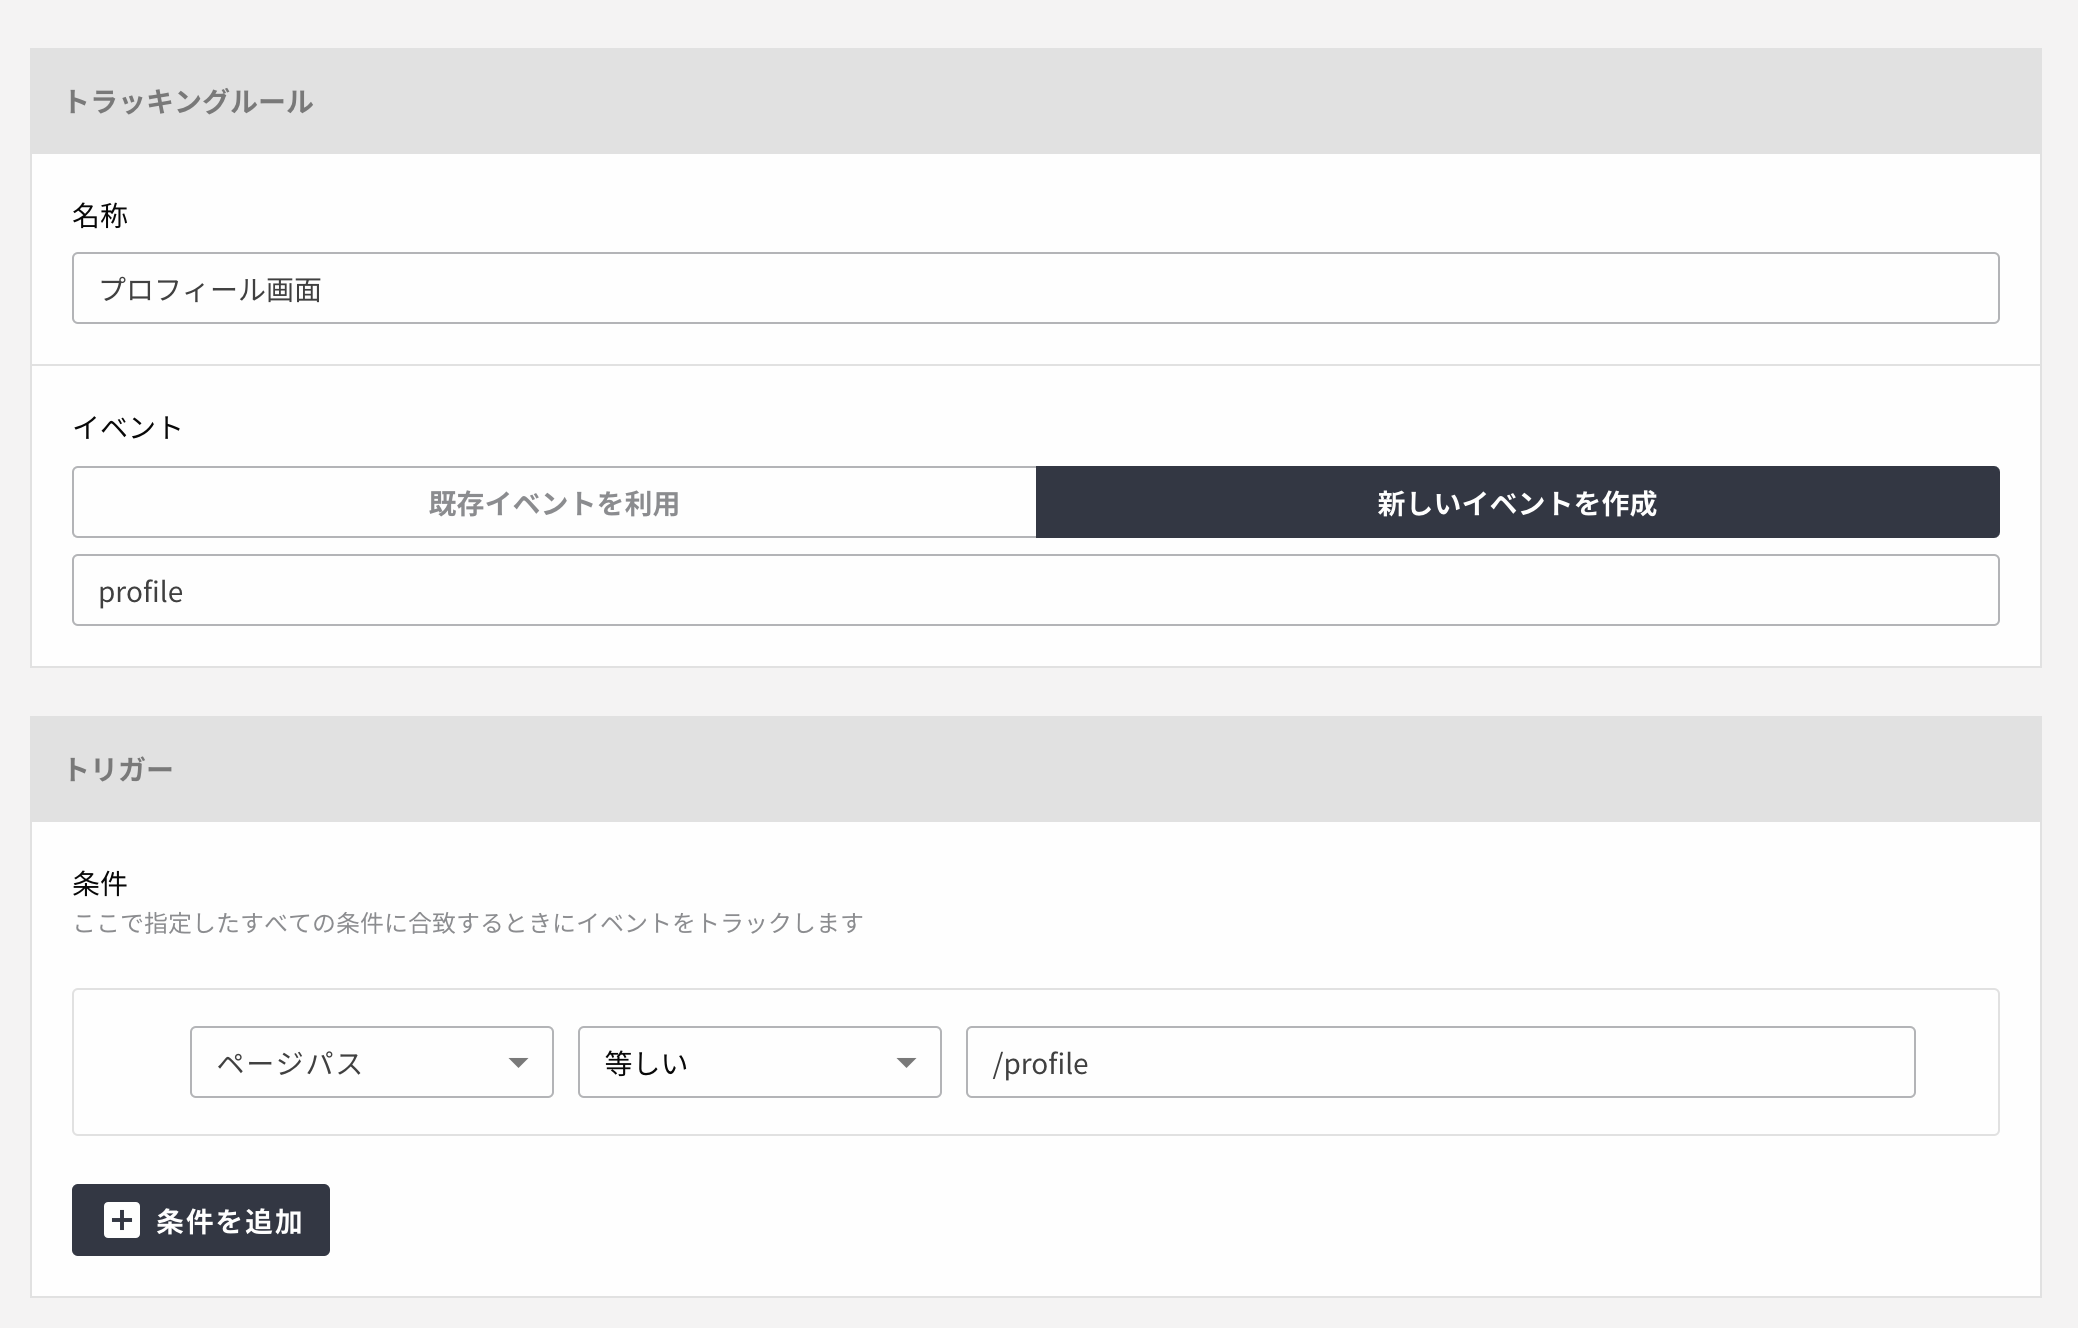 トラッキングルール
名称
プロフィール画面
イベント
既存イベントを利用
新しいイベントを作成
profile
トリガー
条件
ここで指定したすべての条件に合致するときにイベントをトラックします
ページパス
等しい
/profile
条件を追加